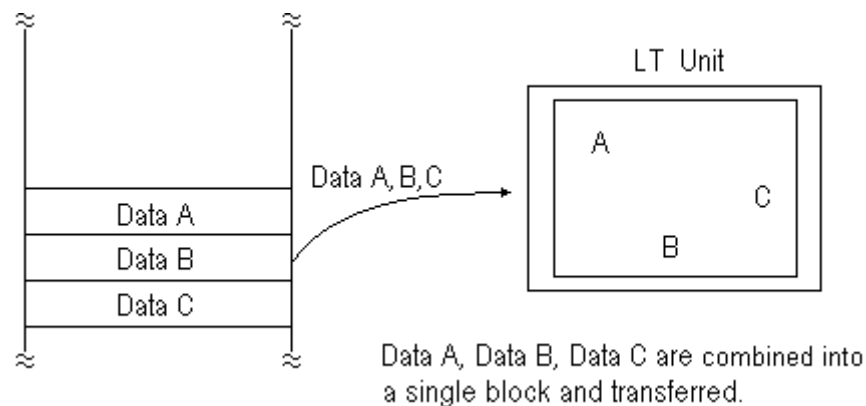 LT Unit
A
Data A, B, C
C
Data A
Data B
B
Data C
Data A, Data B, Data C are combined into
a single block and transferred.